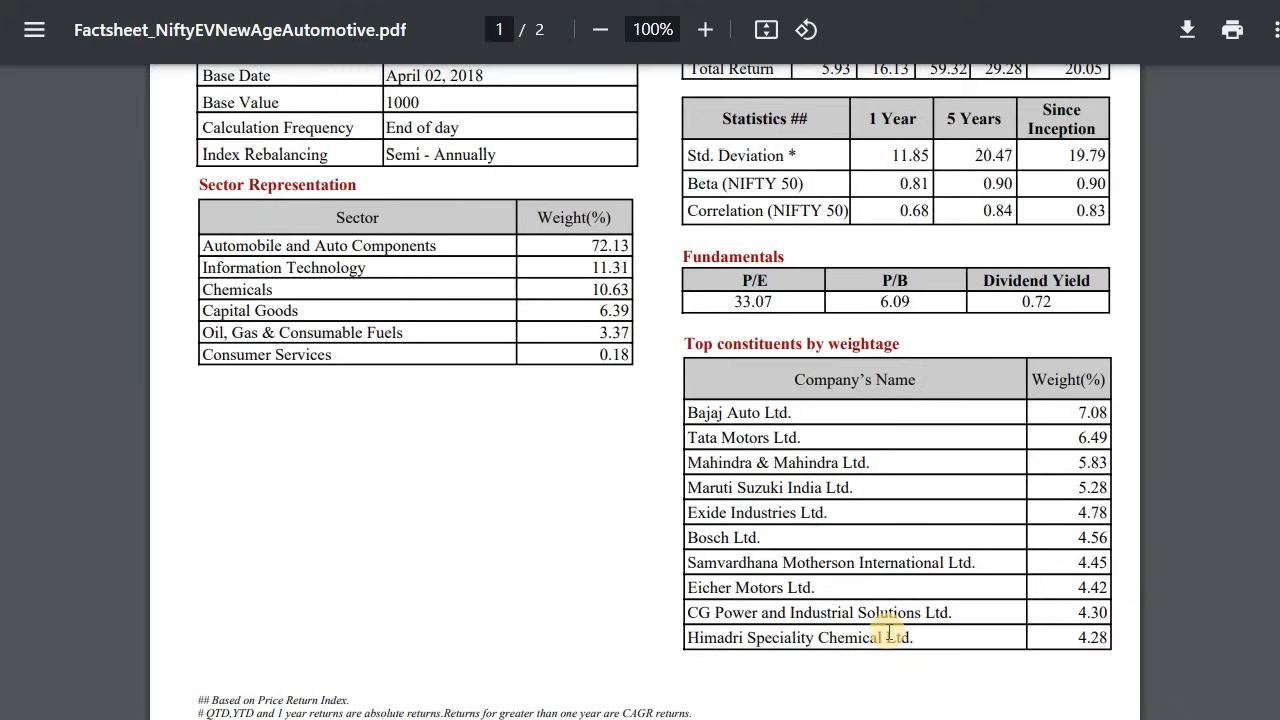 Factsheet_NiftyEVNewAgeAutomotive.pdf 1 / 2 100%
Base Date April 02, 2018
Base Value 1000
Calculation Frequency End of day
Index Rebalancing Semi - Annually
Sector Representation
Sector Weight(%)
Automobile and Auto Components 72.13
Information Technology 11.31
Chemicals 10.63
Capital Goods 6.39
Oil, Gas & Consumable Fuels 3.37
Consumer Services 0.18
Total Return 5.93 16.13 59.32 29.28 20.05
Statistics ## 1 Year 5 Years Since
Inception
Std. Deviation * 11.85 20.47 19.79
Beta (NIFTY 50) 0.81 0.90 0.90
Correlation (NIFTY 50) 0.68 0.84 0.83
Fundamentals
P/E P/B Dividend Yield
33.07 6.09 0.72
Top constituents by weightage
Company’s Name Weight(%)
Bajaj Auto Ltd. 7.08
Tata Motors Ltd. 6.49
Mahindra & Mahindra Ltd. 5.83
Maruti Suzuki India Ltd. 5.28
Exide Industries Ltd. 4.78
Bosch Ltd. 4.56
Samvardhana Motherson International Ltd. 4.45
Eicher Motors Ltd. 4.42
CG Power and Industrial Solutions Ltd. 4.30
Himadri Speciality Chemical Ltd. 4.28
## Based on Price Return Index.
# QTD,YTD and 1 year returns are absolute returns.Returns for greater than one year are CAGR returns.